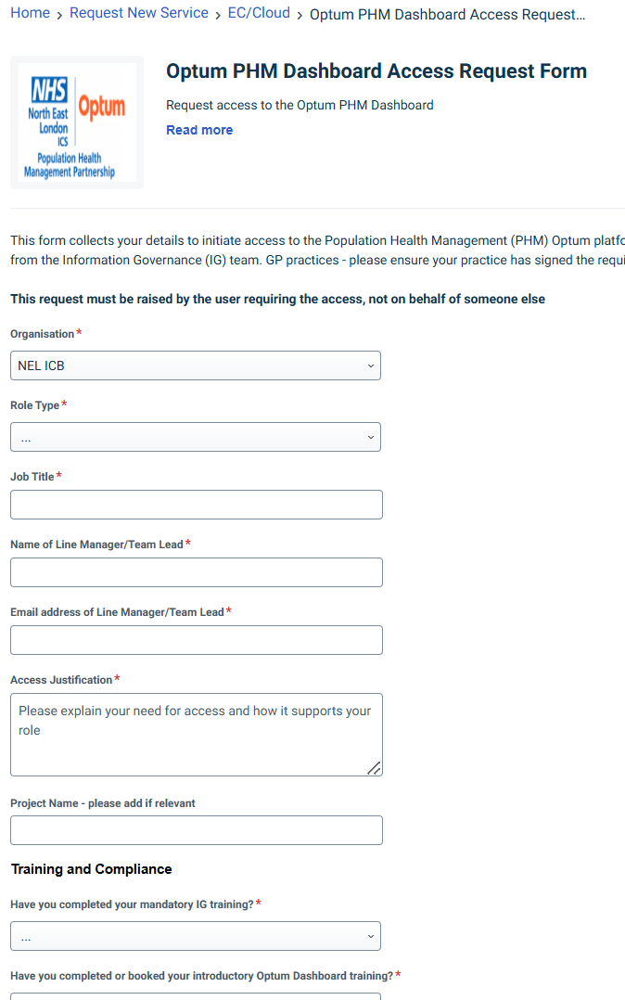 Home > Request New Service > EC/Cloud > Optum PHM Dashboard Access Request...
NHS
North East
London
ICS
Optum
Population Health
Management Partnership
Optum PHM Dashboard Access Request Form
Request access to the Optum PHM Dashboard
Read more
This form collects your details to initiate access to the Population Health Management (PHM) Optum platfo
from the Information Governance (IG) team. GP practices - please ensure your practice has signed the requi
This request must be raised by the user requiring the access, not on behalf of someone else
Organisation*
NEL ICB
Role Type*
...
Job Title*
Name of Line Manager/Team Lead*
Email address of Line Manager/Team Lead*
Access Justification*
Please explain your need for access and how it supports your
role
Project Name - please add if relevant
Training and Compliance
Have you completed your mandatory IG training?*
...
Have you completed or booked your introductory Optum Dashboard training?*